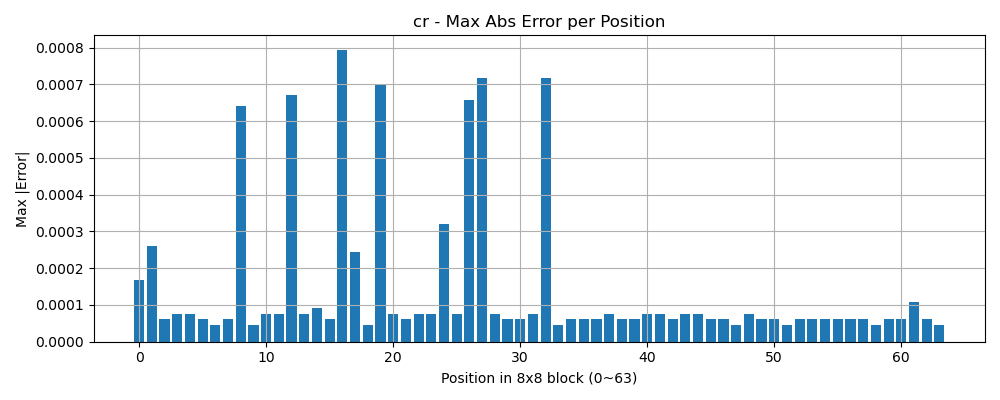 cr - Max Abs Error per Position
Max |Error|
0.0008
0.0007
0.0006
0.0005
0.0004
0.0003
0.0002
0.0001
0.0000
0 10 20 30 40 50 60
Position in 8x8 block (0~63)